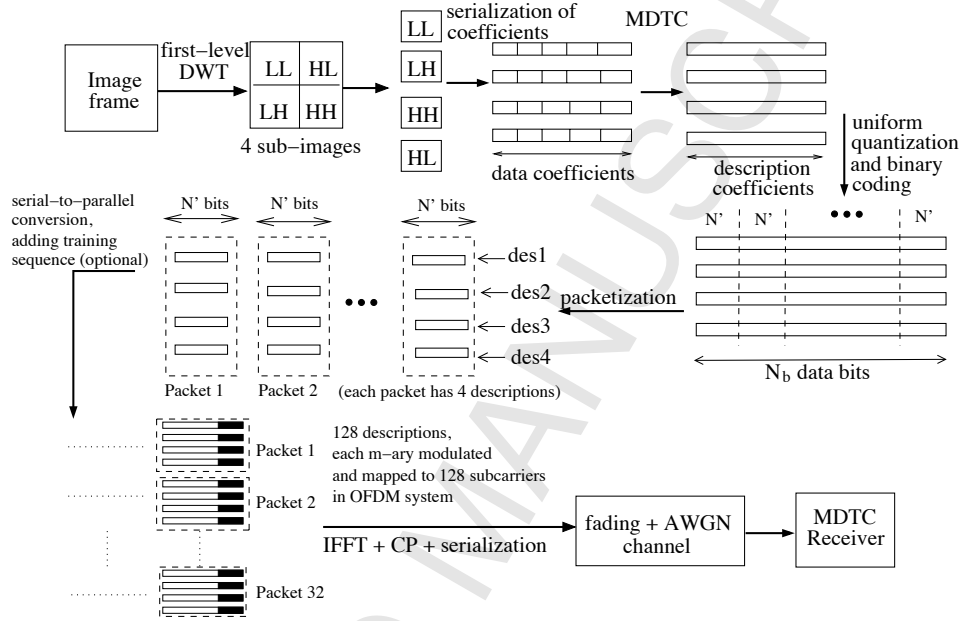 Image
frame
first-level
DWT
LL HL
LH HH
4 sub-images
LL
LH
HH
HL
serialization of
coefficients
data coefficients
MDTC
description
coefficients
uniform
quantization
and binary
coding
N' N' ••• N'
N_b data bits
packetization
serial-to-parallel
conversion,
adding training
sequence (optional)
N' bits N' bits N' bits
•••
des1
des2
des3
des4
Packet 1 Packet 2 (each packet has 4 descriptions)
Packet 1
Packet 2
Packet 32
128 descriptions,
each m-ary modulated
and mapped to 128 subcarriers
in OFDM system
IFFT + CP + serialization
fading + AWGN
channel
MDTC
Receiver
MANUSC